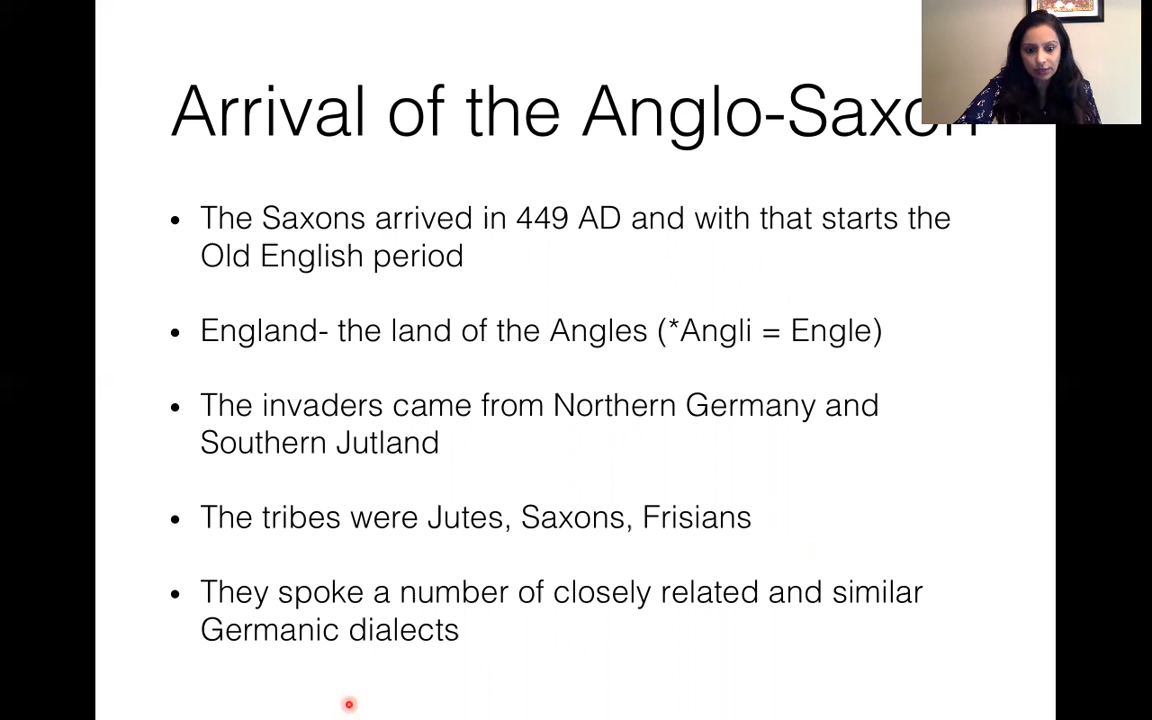 Arrival of the Anglo-Saxon
• The Saxons arrived in 449 AD and with that starts the
Old English period
• England- the land of the Angles (*Angli = Engle)
• The invaders came from Northern Germany and
Southern Jutland
• The tribes were Jutes, Saxons, Frisians
• They spoke a number of closely related and similar
Germanic dialects